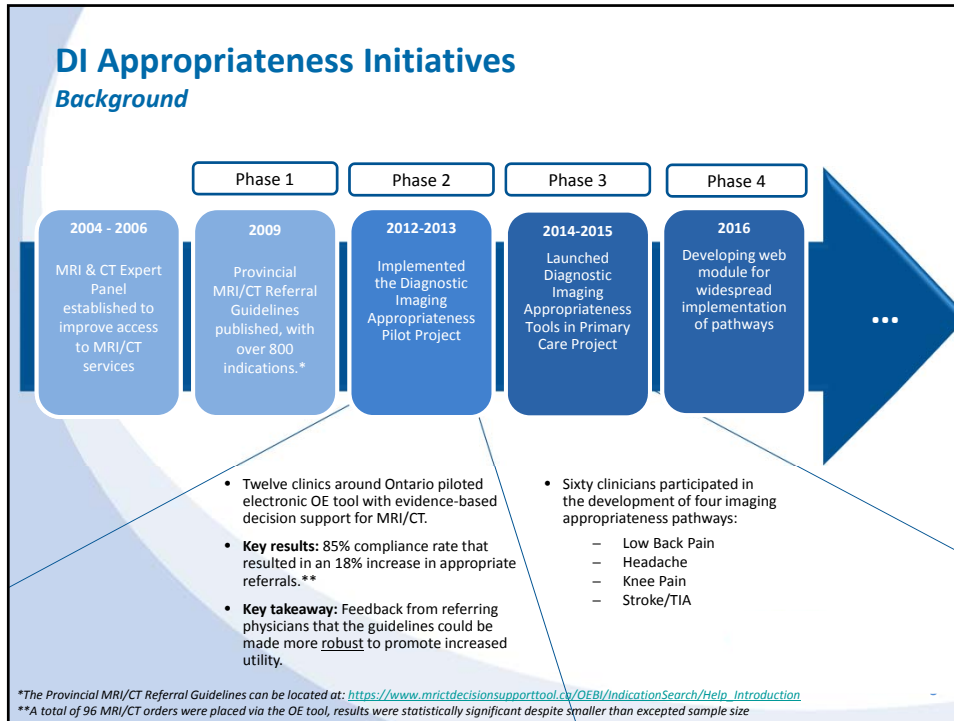 DI Appropriateness Initiatives
Background
Phase 1
Phase 2
Phase 3
Phase 4
2004 - 2006
MRI & CT Expert
Panel
established to
improve access
to MRI/CT
services
2009
Provincial
MRI/CT Referral
Guidelines
published, with
over 800
indications.*
2012-2013
Implemented
the Diagnostic
Imaging
Appropriateness
Pilot Project
2014-2015
Launched
Diagnostic
Imaging
Appropriateness
Tools in Primary
Care Project
2016
Developing web
module for
widespread
implementation
of pathways
...
• Twelve clinics around Ontario piloted
electronic OE tool with evidence-based
decision support for MRI/CT.
• Key results: 85% compliance rate that
resulted in an 18% increase in appropriate
referrals.**
• Key takeaway: Feedback from referring
physicians that the guidelines could be
made more robust to promote increased
utility.
• Sixty clinicians participated in
the development of four imaging
appropriateness pathways:
– Low Back Pain
– Headache
– Knee Pain
– Stroke/TIA
*The Provincial MRI/CT Referral Guidelines can be located at: https://www.mrictdecisionsupporttool.ca/OEBI/IndicationSearch/Help_Introduction
**A total of 96 MRI/CT orders were placed via the OE tool, results were statistically significant despite smaller than excepted sample size